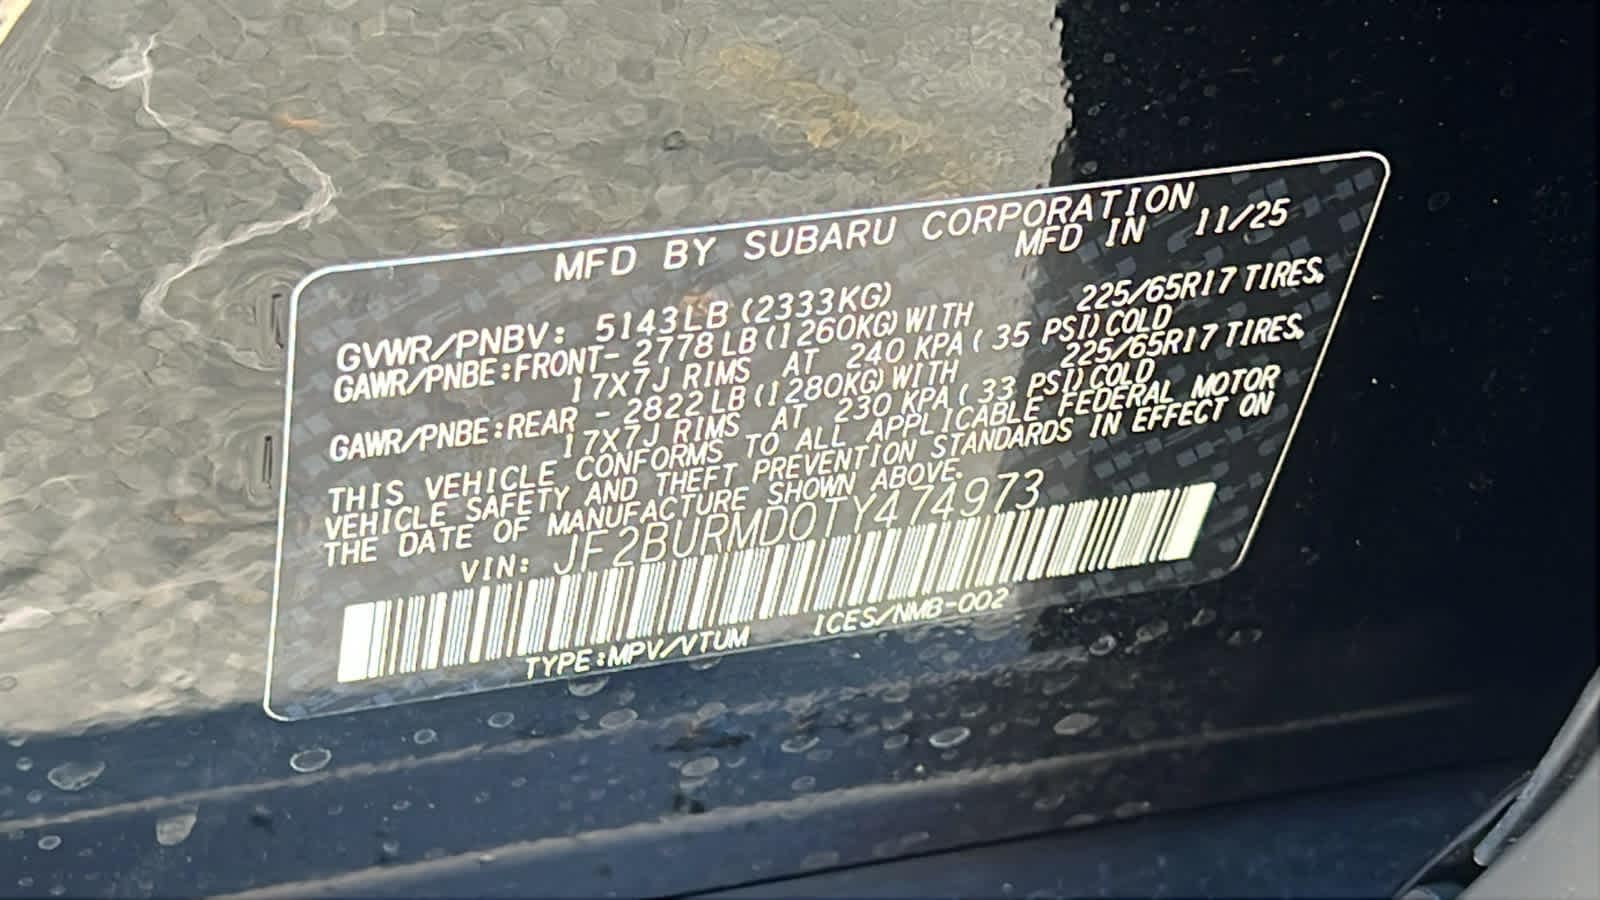 MFD BY SUBARU CORPORATION
MFD IN 11/25
GVWR/PNBV: 5143LB (2333KG)
GAWR/PNBE:FRONT- 2778 LB (1260KG) WITH 225/65R17 TIRES,
17X7J RIMS AT 240 KPA ( 35 PSI) COLD
GAWR/PNBE:REAR - 2822 LB (1280KG) WITH 225/65R17 TIRES,
17X7J RIMS AT 230 KPA ( 33 PSI) COLD
THIS VEHICLE CONFORMS TO ALL APPLICABLE FEDERAL MOTOR
VEHICLE SAFETY AND THEFT PREVENTION STANDARDS IN EFFECT ON
THE DATE OF MANUFACTURE SHOWN ABOVE.
VIN: JF2BURMD0TY474973
TYPE:MPV/VTUM ICES/NMB-002